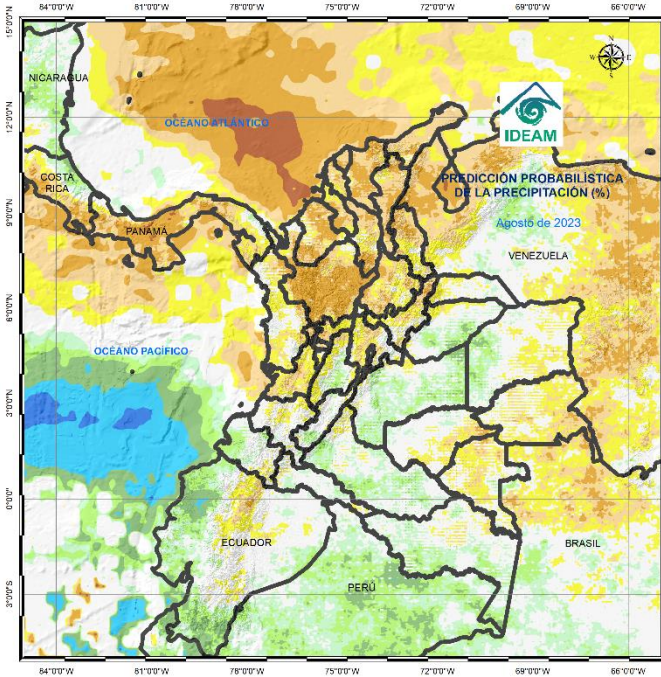 84°0'0"W 81°0'0"W 78°0'0"W 75°0'0"W 72°0'0"W 69°0'0"W 66°0'0"W
15°0'0"N
NICARAGUA
N
W E
S
IDEAM
OCÉANO ATLÁNTICO
12°0'0"N
COSTA
RICA
PREDICCIÓN PROBABILÍSTICA
DE LA PRECIPITACIÓN (%)
9°0'0"N
PANAMÁ
Agosto de 2023
VENEZUELA
6°0'0"N
OCÉANO PACÍFICO
3°0'0"N
0°0'0"
ECUADOR
BRASIL
PERÚ
3°0'0"S
84°0'0"W 81°0'0"W 78°0'0"W 75°0'0"W 72°0'0"W 69°0'0"W 66°0'0"W